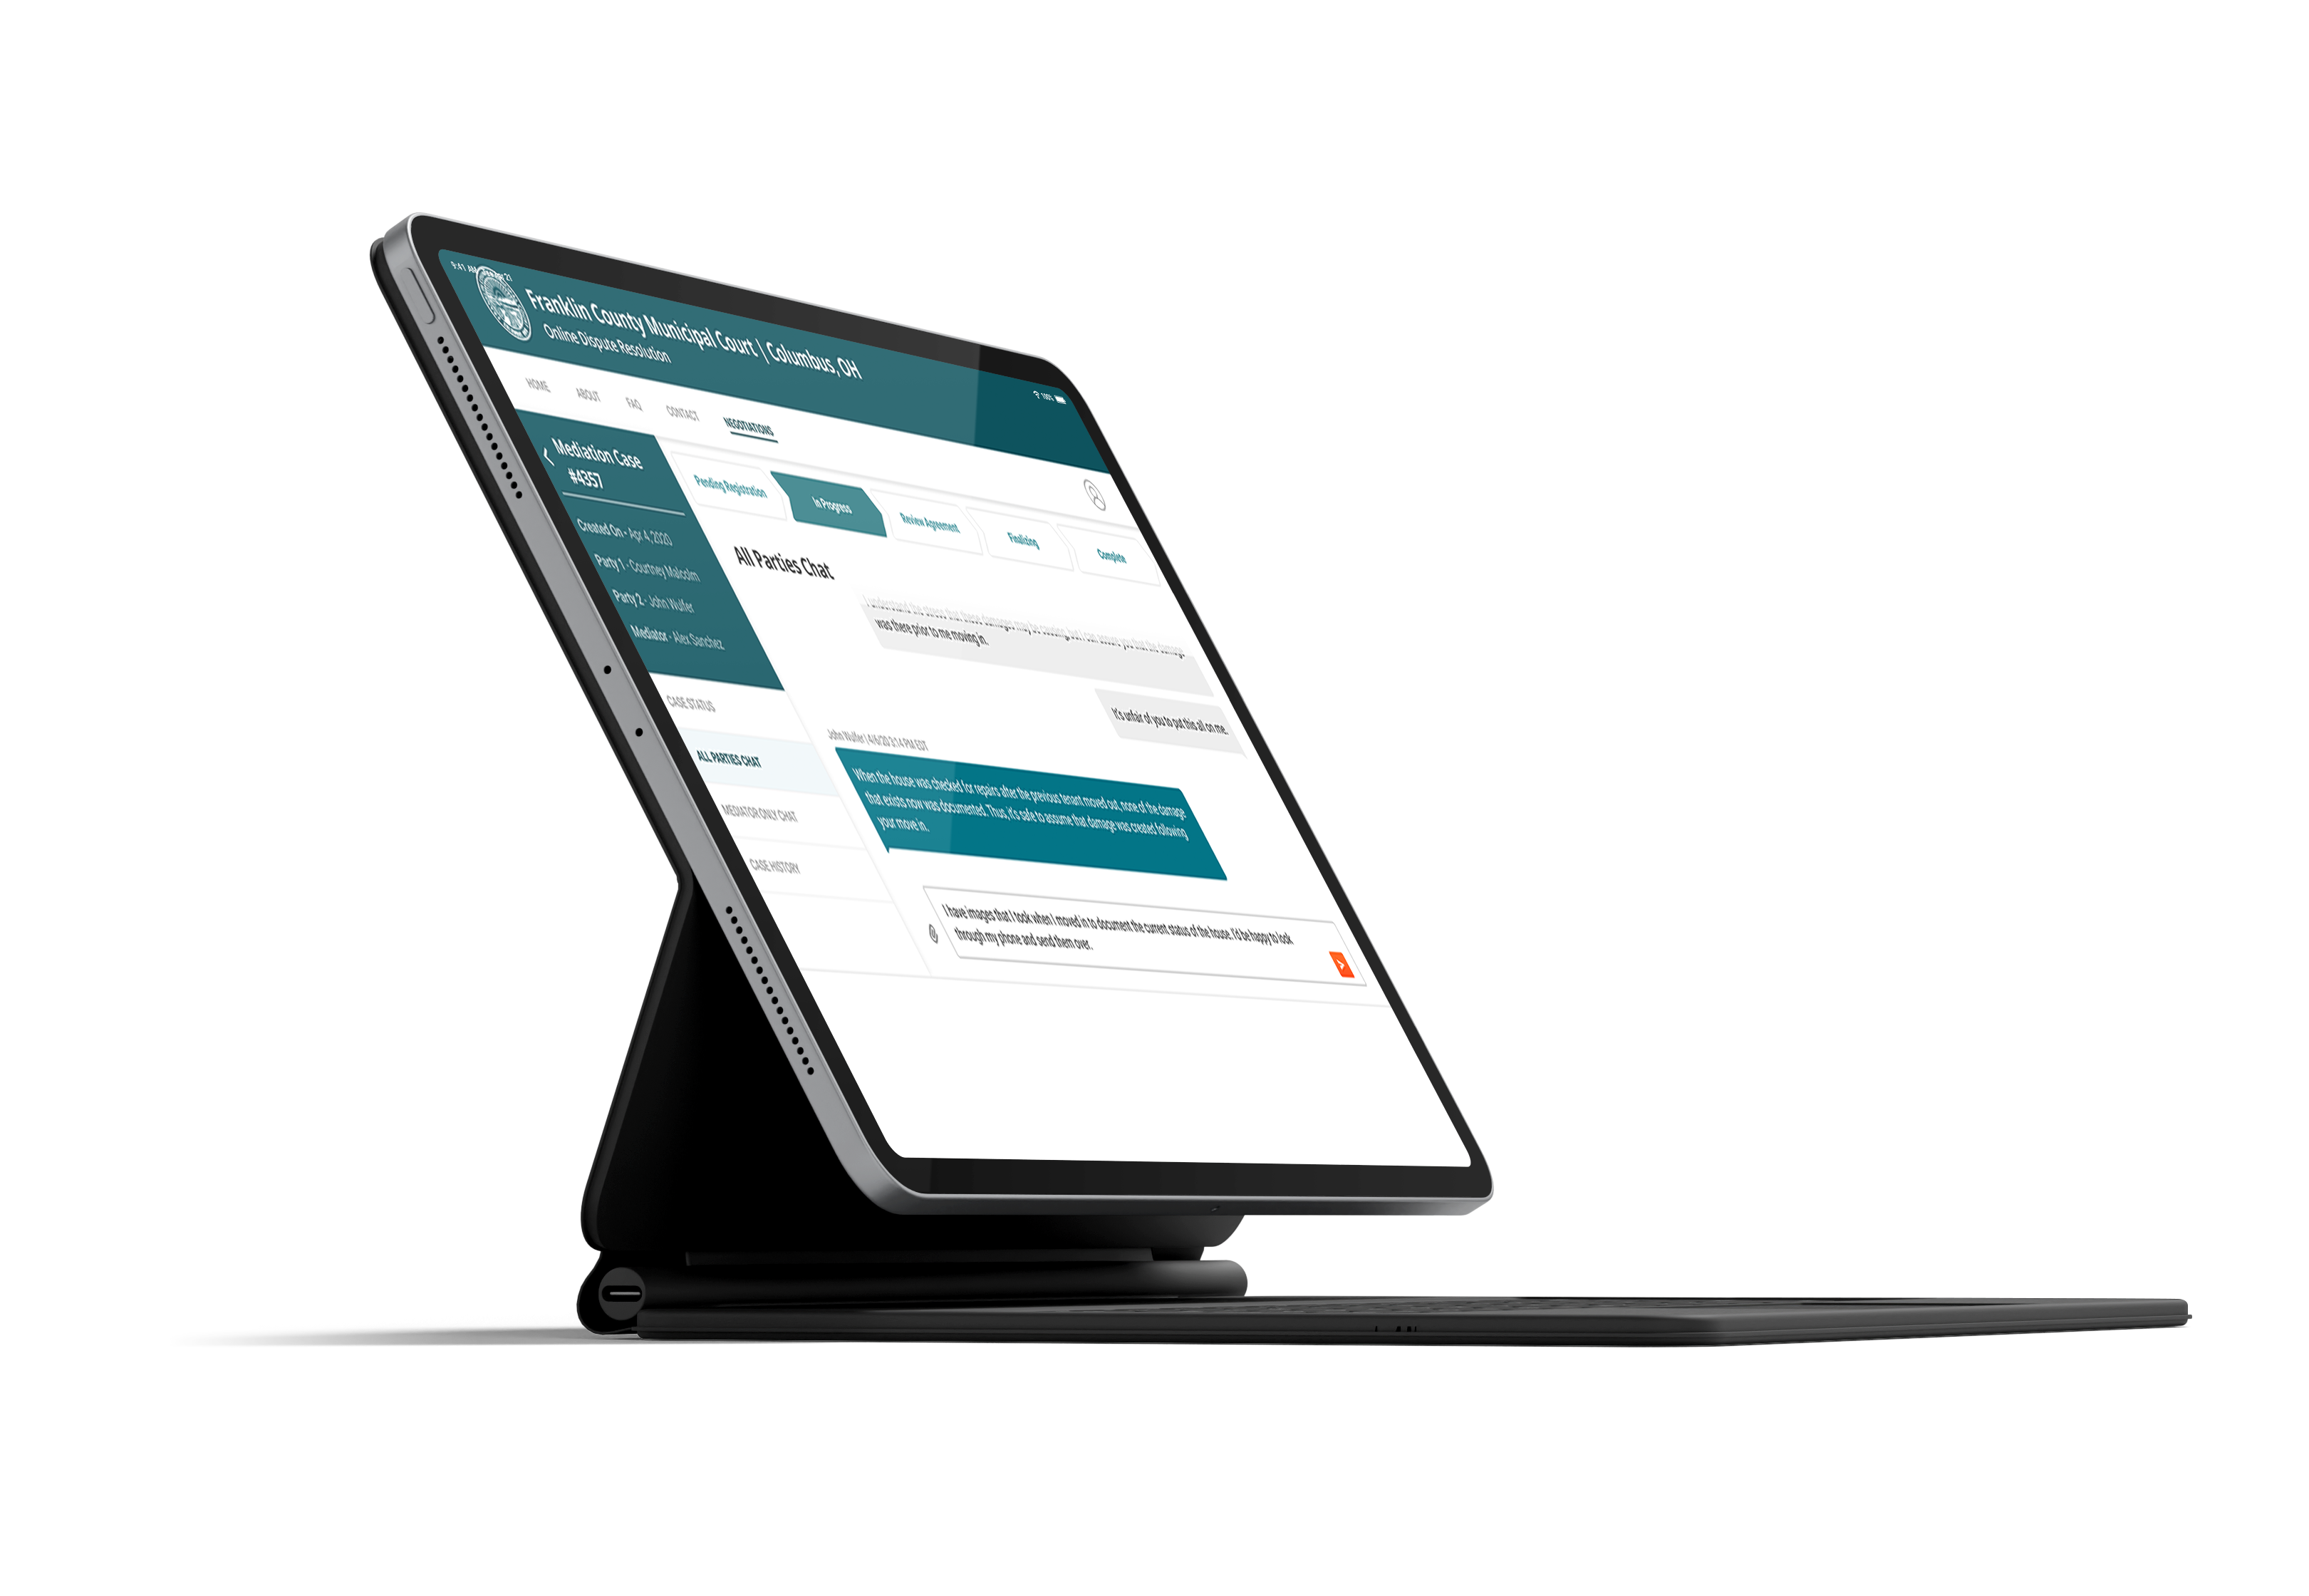 9:41 AM
Franklin County Municipal Court | Columbus, OH
Online Dispute Resolution
100%
HOME
ABOUT
FAQ
CONTACT
NEGOTIATIONS
Mediation Case
#4357
Created On - Apr 4, 2020
Party 1 - Courtney Malcolm
Party 2 - John Wulfer
Mediator - Alex Sanchez
CASE STATUS
ALL PARTIES CHAT
MEDIATOR ONLY CHAT
CASE HISTORY
Pending Registration
In Progress
Review Agreement
Finalizing
Complete
All Parties Chat
I understand the stress that these damages may be causing, but I can assure you that the damage
was there prior to me moving in.
It's unfair of you to put this all on me.
John Wulfer | 4/6/20 3:14 PM EDT
When the house was checked for repairs after the previous tenant moved out, none of the damage
that exists now was documented. Thus, it's safe to assume that damage was created following
your move in.
I have images that I took when I moved in to document the current status of the house. I'd be happy to look
through my phone and send them over.